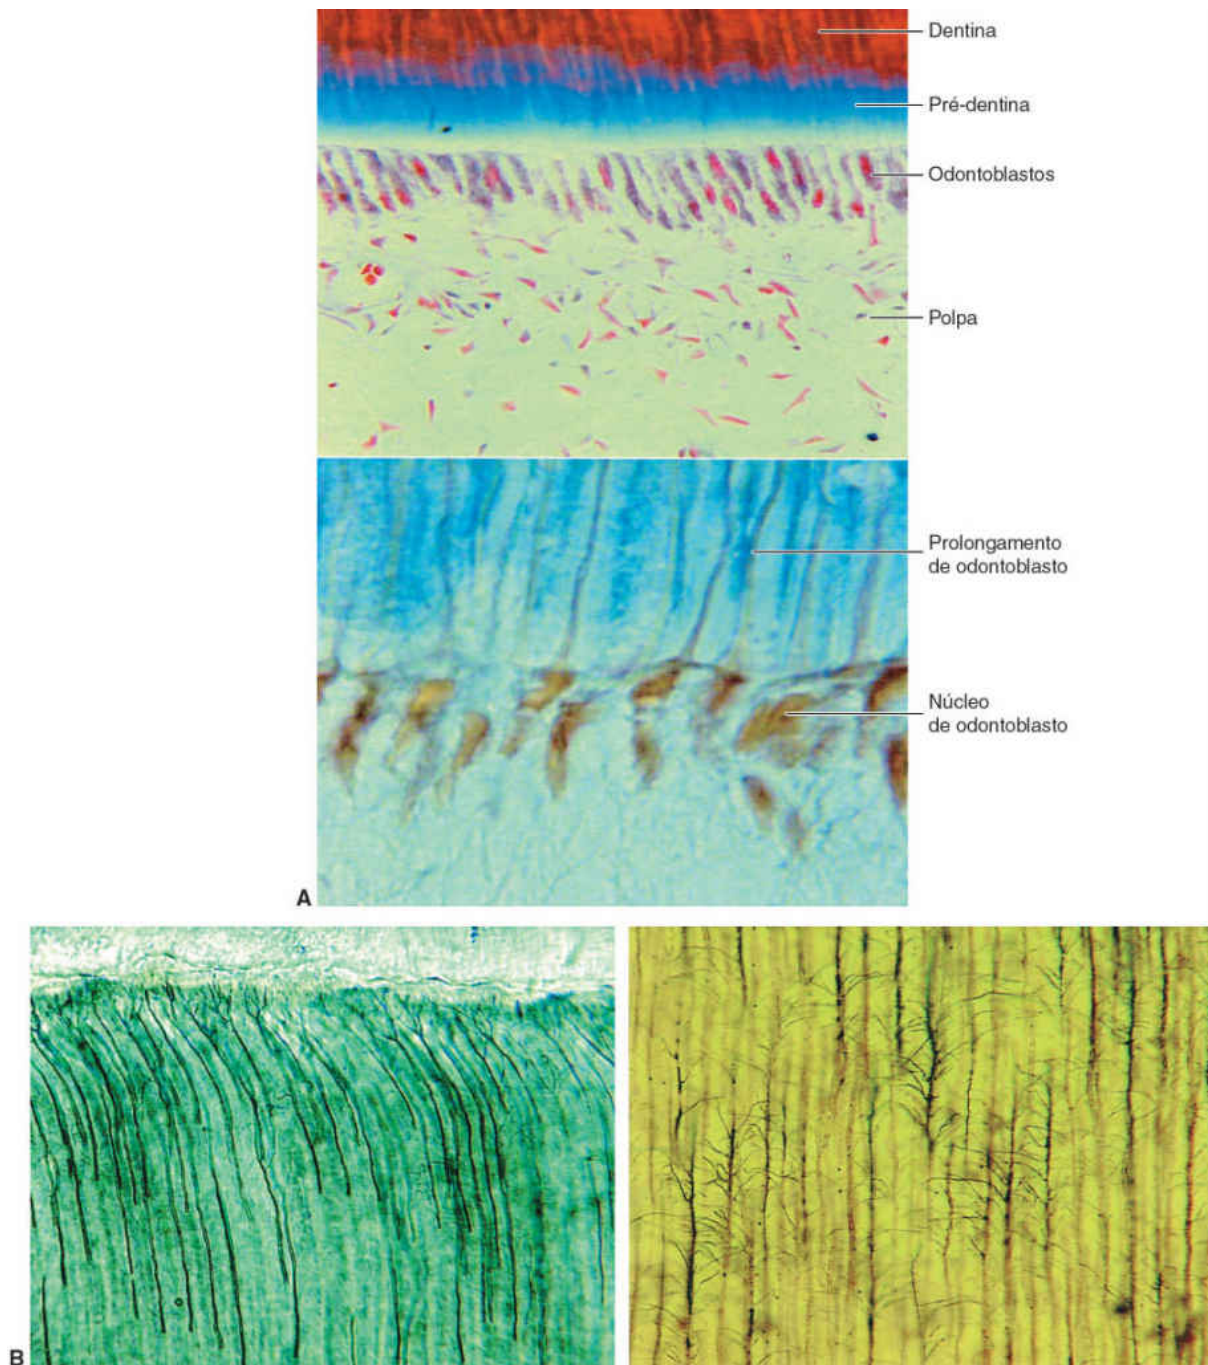 Dentina
Pré-dentina
Odontoblastos
Polpa
Prolongamento
de odontoblasto
Núcleo
de odontoblasto
A
B